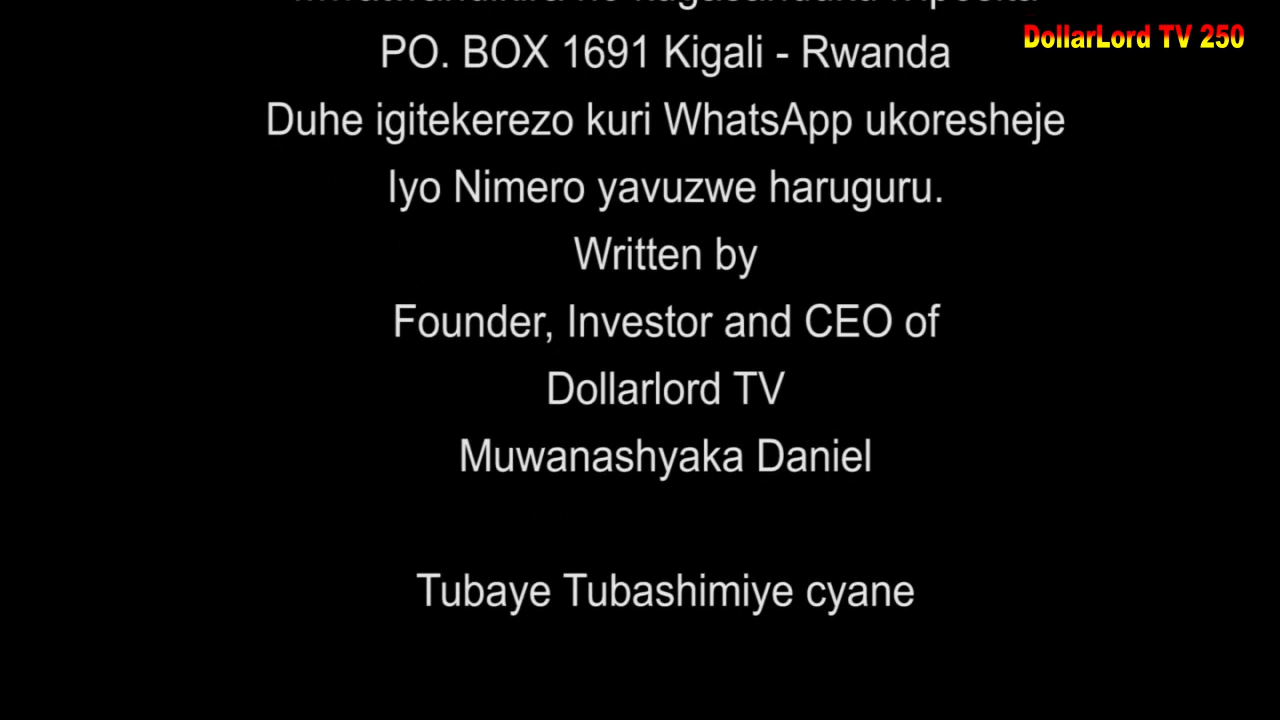 DollarLord TV 250
PO. BOX 1691 Kigali - Rwanda
Duhe igitekerezo kuri WhatsApp ukoresheje
Iyo Nimero yavuzwe haruguru.
Written by
Founder, Investor and CEO of
Dollarlord TV
Muwanashyaka Daniel
Tubaye Tubashimiye cyane